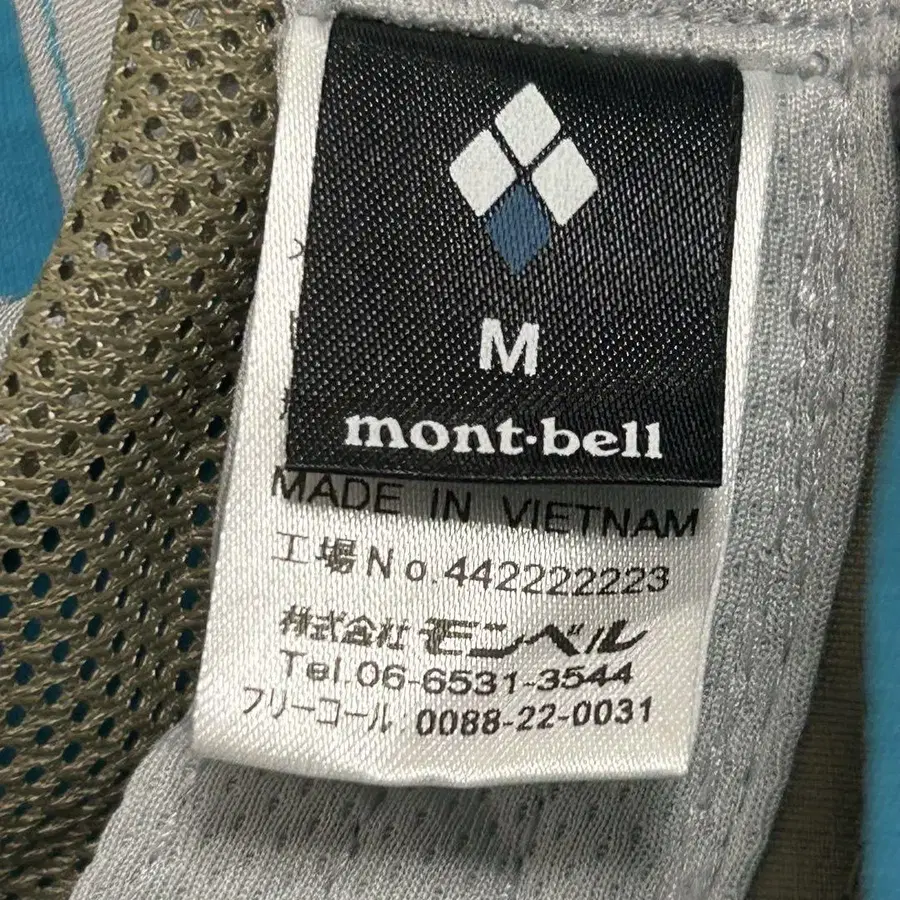 M
mont·bell
MADE IN VIETNAM
工場No.442222223
株式会社モンベル
Tel.06-6531-3544
フリーコール:0088-22-0031